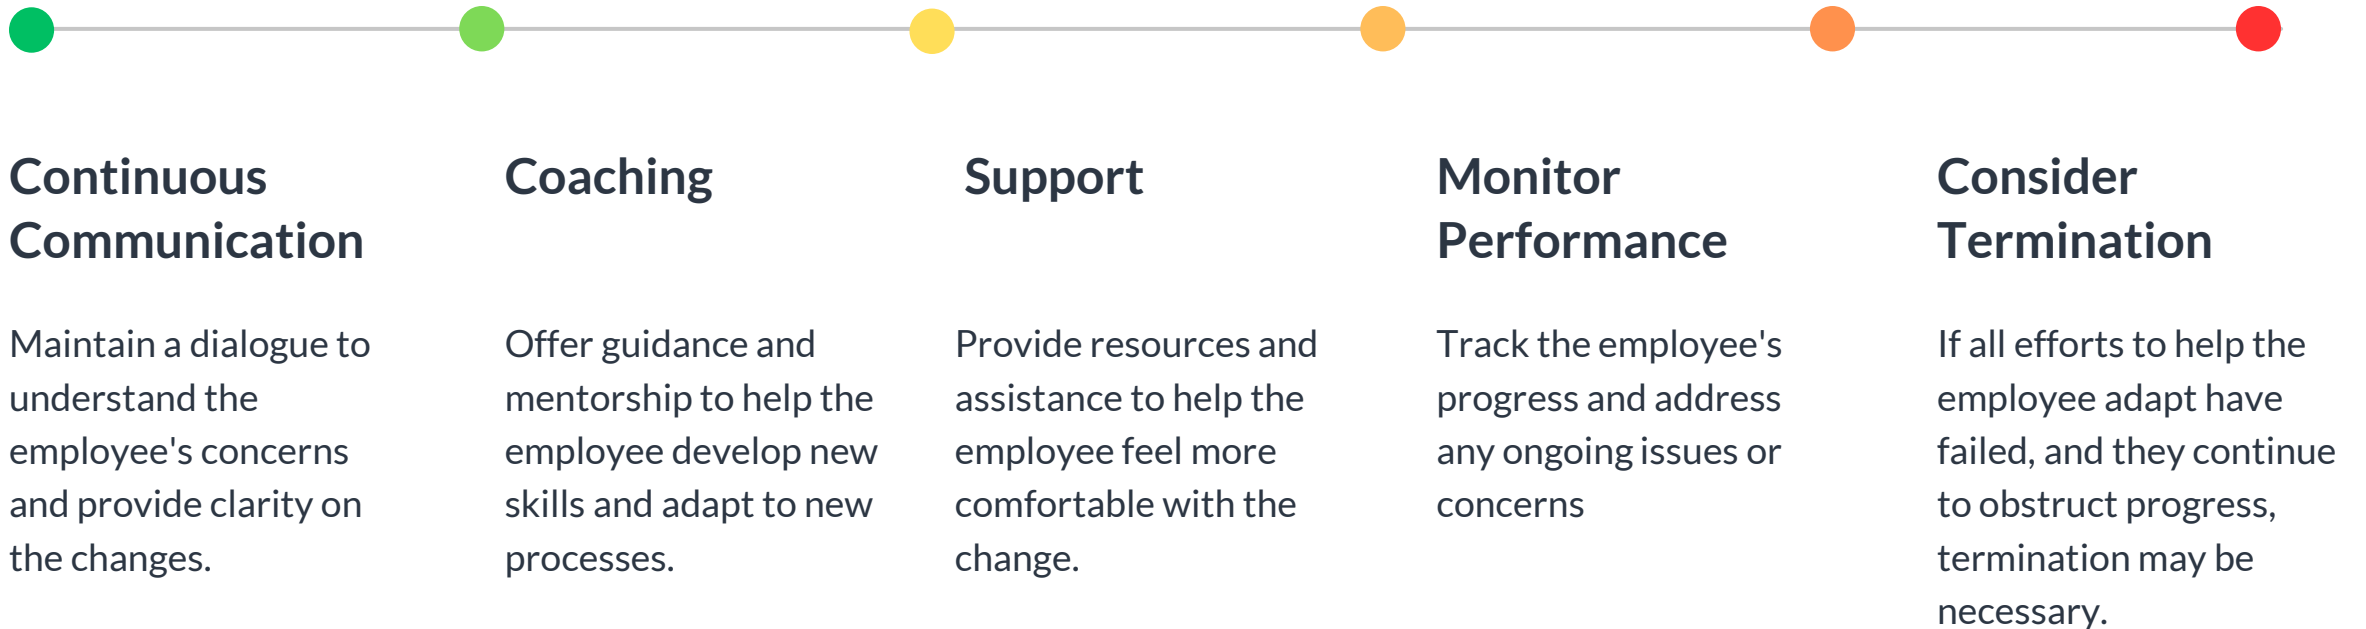 Continuous
Communication
Maintain a dialogue to
understand the
employee's concerns
and provide clarity on
the changes.
Coaching
Offer guidance and
mentorship to help the
employee develop new
skills and adapt to new
processes.
Support
Provide resources and
assistance to help the
employee feel more
comfortable with the
change.
Monitor
Performance
Track the employee's
progress and address
any ongoing issues or
concerns
Consider
Termination
If all efforts to help the
employee adapt have
failed, and they continue
to obstruct progress,
termination may be
necessary.